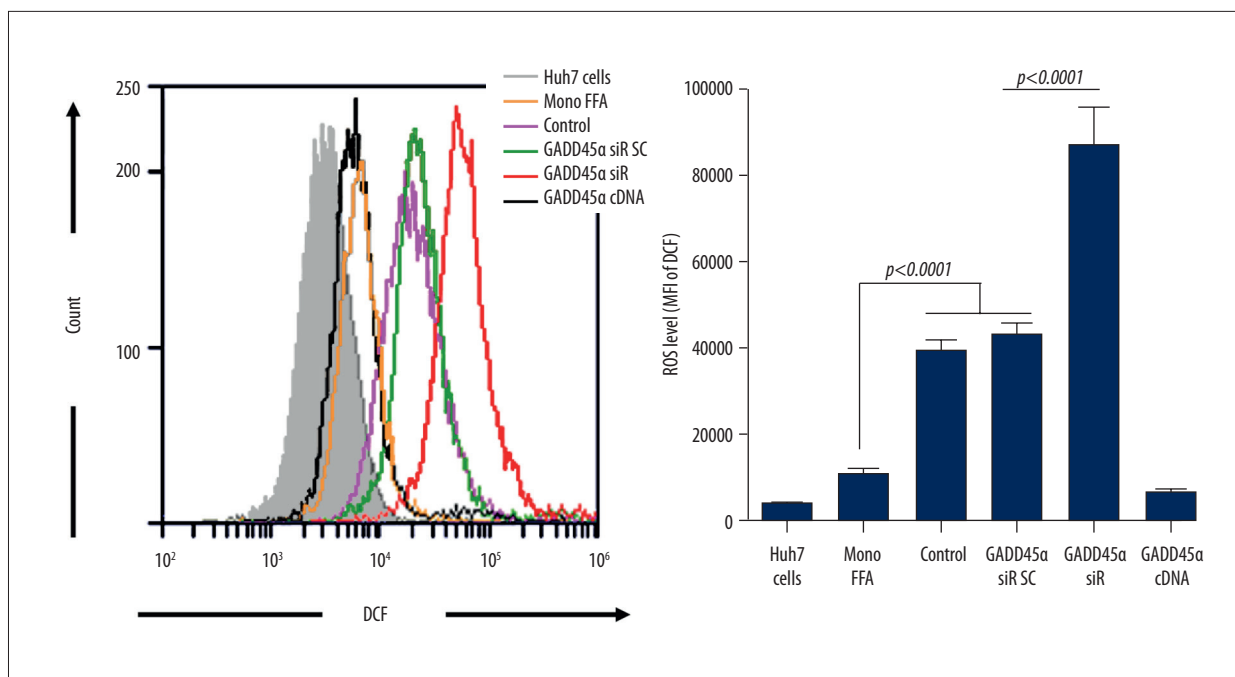 250
200
100
Count
10²
10³
10⁴
10⁵
10⁶
DCF
Huh7 cells
Mono FFA
Control
GADD45α siR SC
GADD45α siR
GADD45α cDNA
p<0.0001
p<0.0001
100000
80000
60000
40000
20000
0
ROS level (MFI of DCF)
Huh7
cells
Mono
FFA
Control
GADD45α
siR SC
GADD45α
siR
GADD45α
cDNA